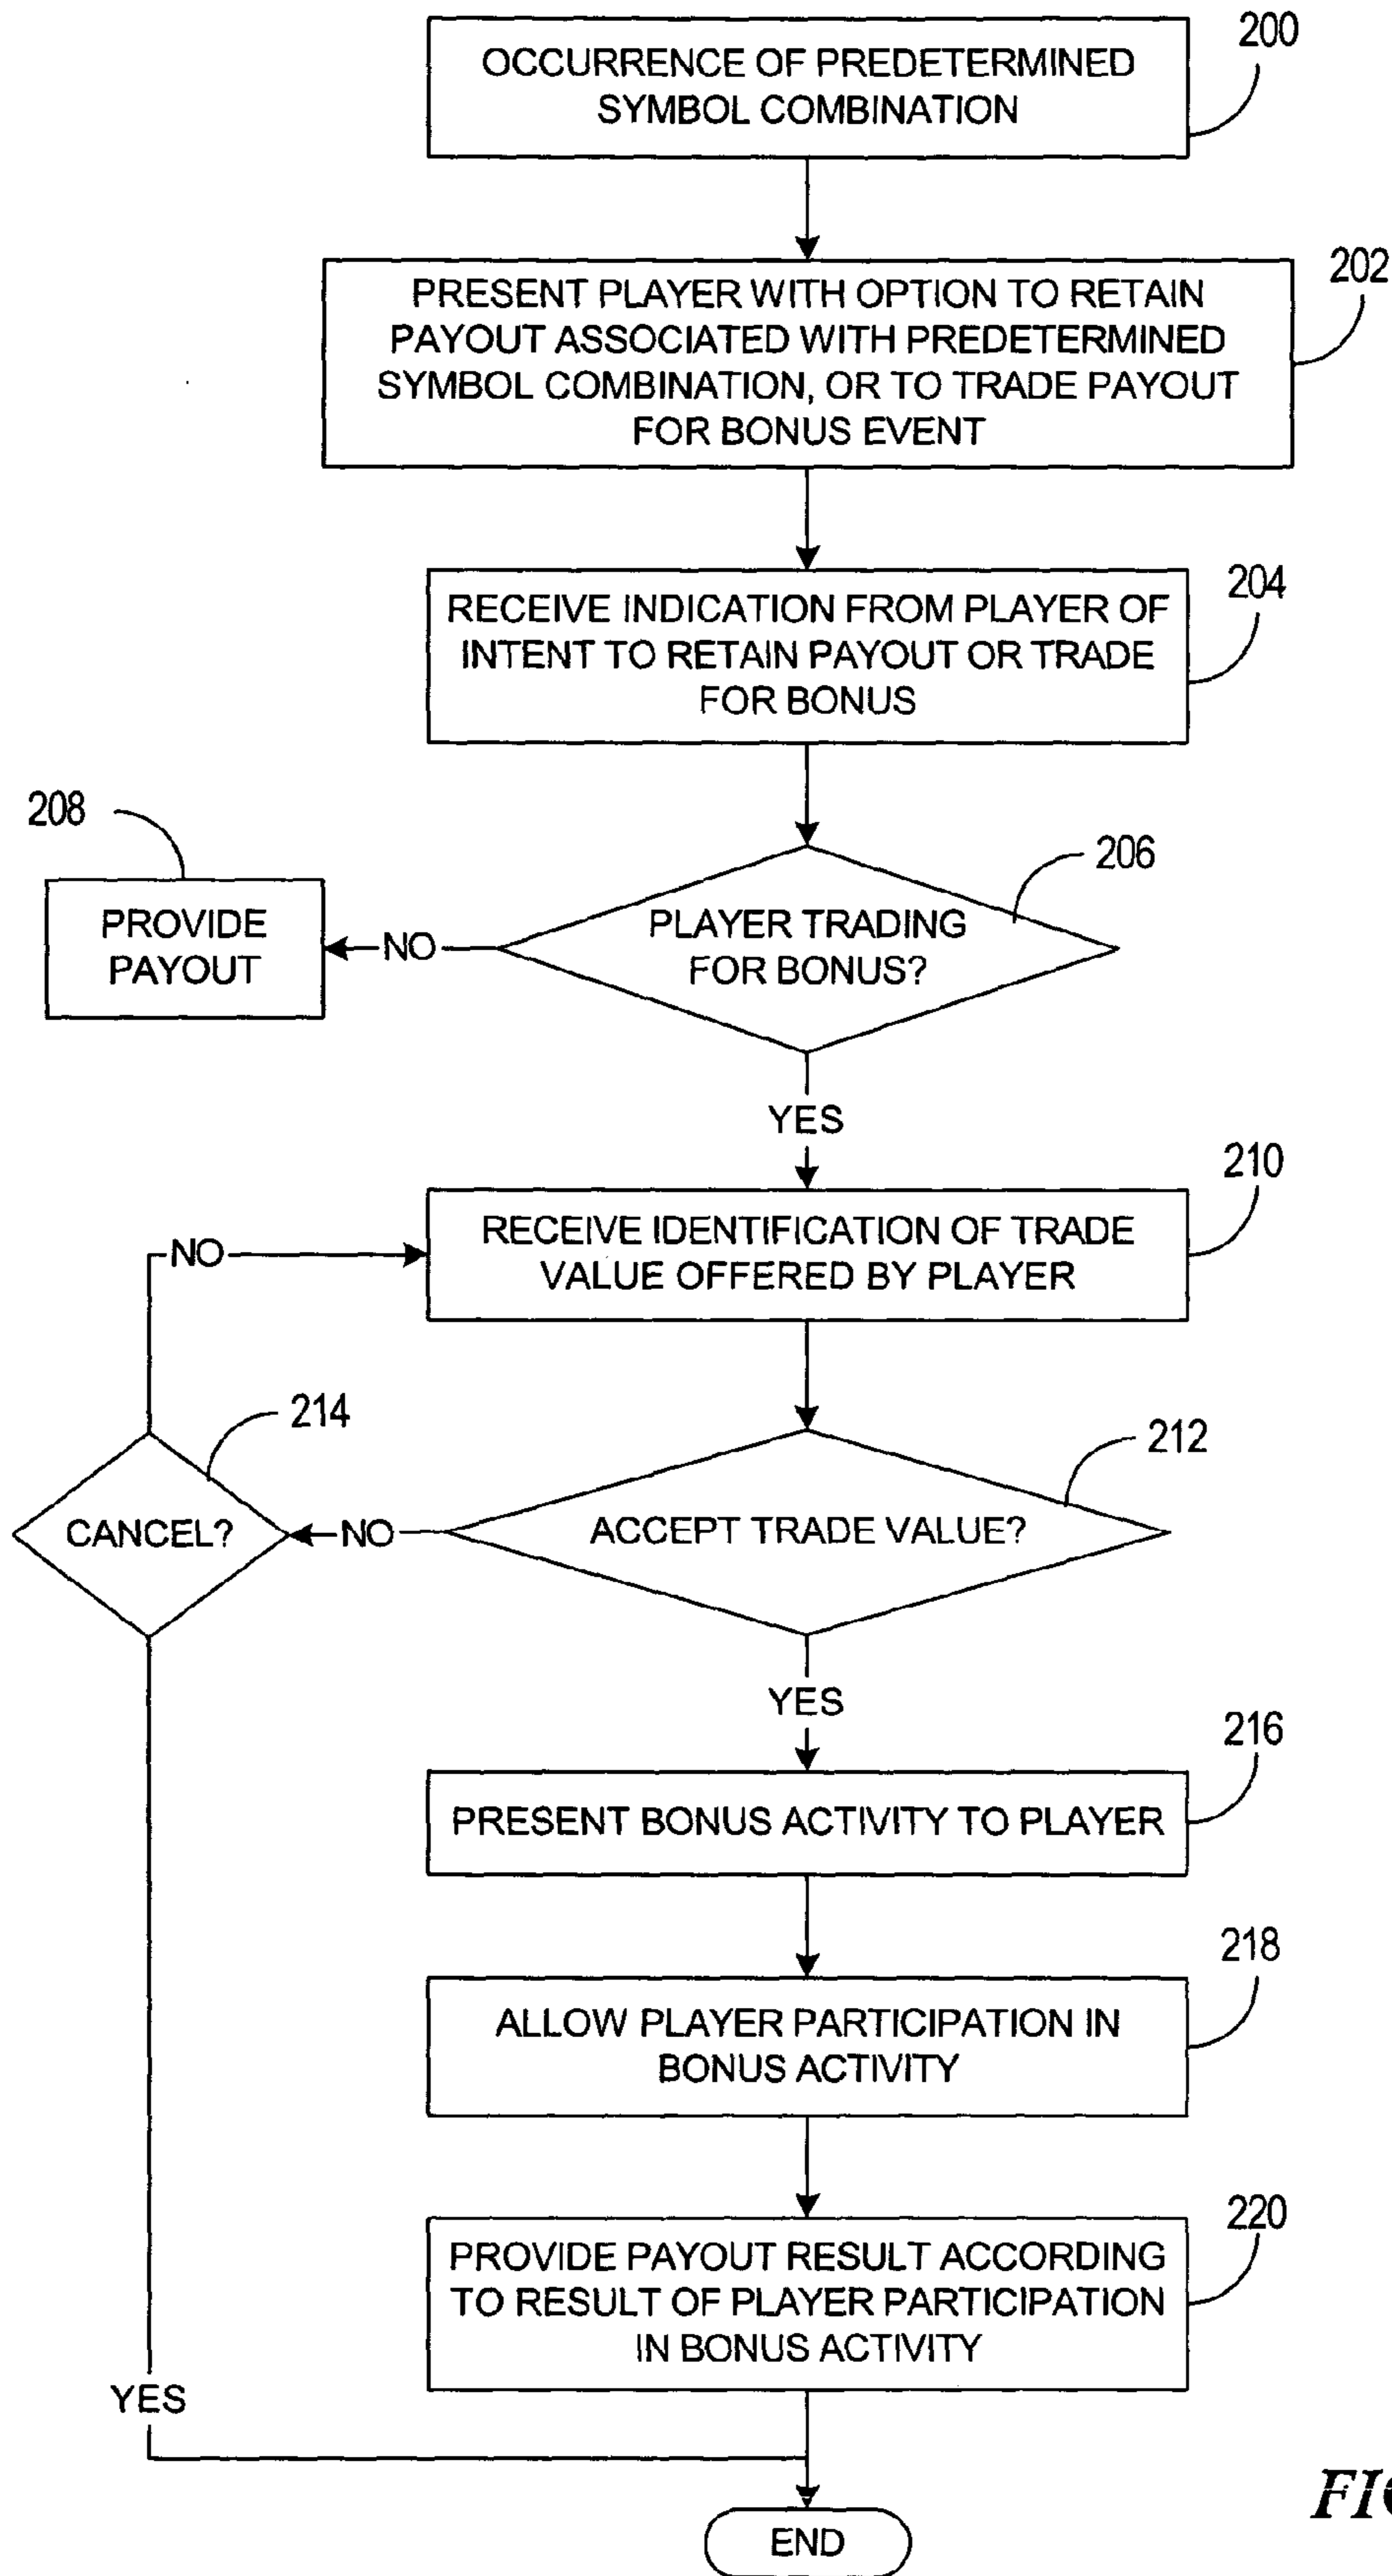 200
OCCURRENCE OF PREDETERMINED
SYMBOL COMBINATION
202
PRESENT PLAYER WITH OPTION TO RETAIN
PAYOUT ASSOCIATED WITH PREDETERMINED
SYMBOL COMBINATION, OR TO TRADE PAYOUT
FOR BONUS EVENT
204
RECEIVE INDICATION FROM PLAYER OF
INTENT TO RETAIN PAYOUT OR TRADE
FOR BONUS
208
206
PROVIDE
PAYOUT
NO
PLAYER TRADING
FOR BONUS?
YES
210
NO
RECEIVE IDENTIFICATION OF TRADE
VALUE OFFERED BY PLAYER
214
212
CANCEL?
NO
ACCEPT TRADE VALUE?
YES
216
PRESENT BONUS ACTIVITY TO PLAYER
218
ALLOW PLAYER PARTICIPATION IN
BONUS ACTIVITY
220
PROVIDE PAYOUT RESULT ACCORDING
TO RESULT OF PLAYER PARTICIPATION
IN BONUS ACTIVITY
YES
END